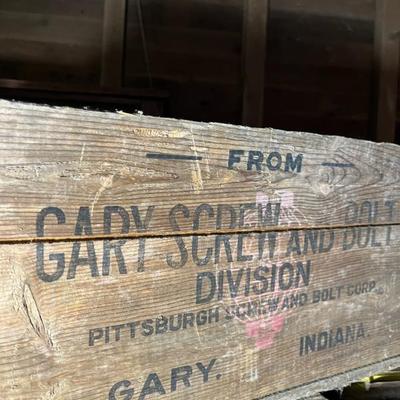 — FROM —
GARY SCREW AND BOLT
DIVISION
PITTSBURGH SCREW AND BOLT CORP.
GARY. INDIANA.